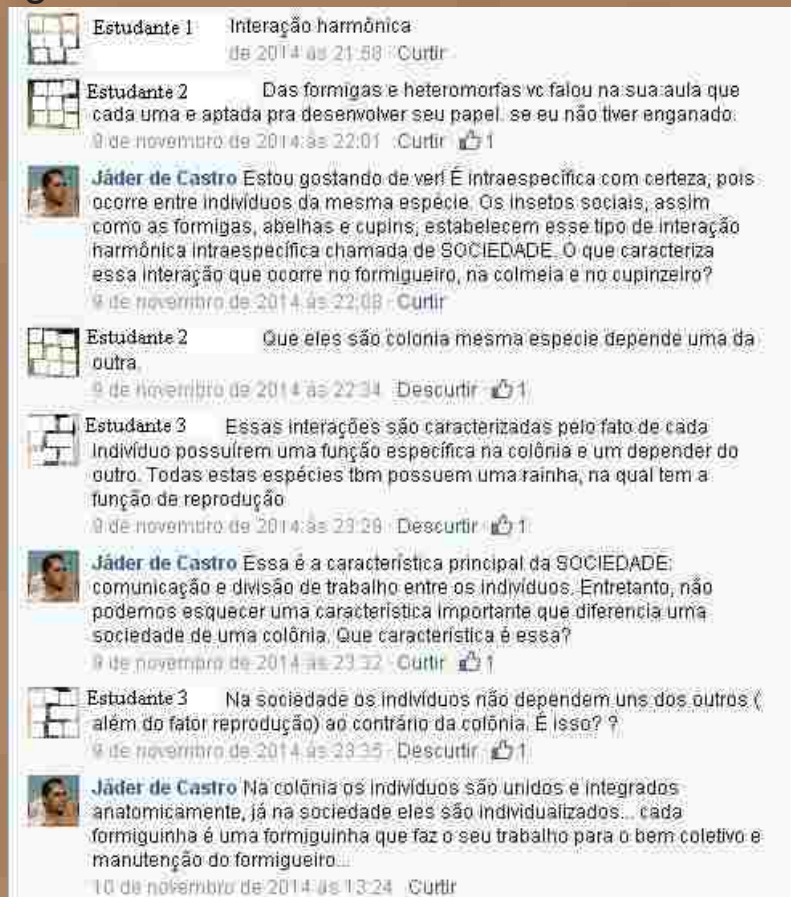 Estudante 1 Interação harmônica
de 2014 às 21:58 · Curtir
Estudante 2 Das formigas e heteromorfas vc falou na sua aula que
cada uma e aptada pra desenvolver seu papel. se eu não tiver enganado.
9 de novembro de 2014 às 22:01 · Curtir · 1
Jáder de Castro Estou gostando de ver! É intraespecífica com certeza, pois
ocorre entre indivíduos da mesma espécie. Os insetos sociais, assim
como as formigas, abelhas e cupins, estabelecem esse tipo de interação
harmônica intraespecífica chamada de SOCIEDADE. O que caracteriza
essa interação que ocorre no formigueiro, na colmeia e no cupinzeiro?
9 de novembro de 2014 às 22:08 · Curtir
Estudante 2 Que eles são colonia mesma especie depende uma da
outra.
9 de novembro de 2014 às 22:34 · Descurtir · 1
Estudante 3 Essas interações são caracterizadas pelo fato de cada
indivíduo possuírem uma função específica na colônia e um depender do
outro. Todas estas espécies tbm possuem uma rainha, na qual tem a
função de reprodução
9 de novembro de 2014 às 23:28 · Descurtir · 1
Jáder de Castro Essa é a característica principal da SOCIEDADE:
comunicação e divisão de trabalho entre os indivíduos. Entretanto, não
podemos esquecer uma característica importante que diferencia uma
sociedade de uma colônia. Que característica é essa?
9 de novembro de 2014 às 23:32 · Curtir · 1
Estudante 3 Na sociedade os indivíduos não dependem uns dos outros (
além do fator reprodução) ao contrário da colônia. É isso? ?
9 de novembro de 2014 às 23:35 · Descurtir · 1
Jáder de Castro Na colônia os indivíduos são unidos e integrados
anatomicamente, já na sociedade eles são individualizados... cada
formiguinha é uma formiguinha que faz o seu trabalho para o bem coletivo e
manutenção do formigueiro...
10 de novembro de 2014 às 13:24 · Curtir